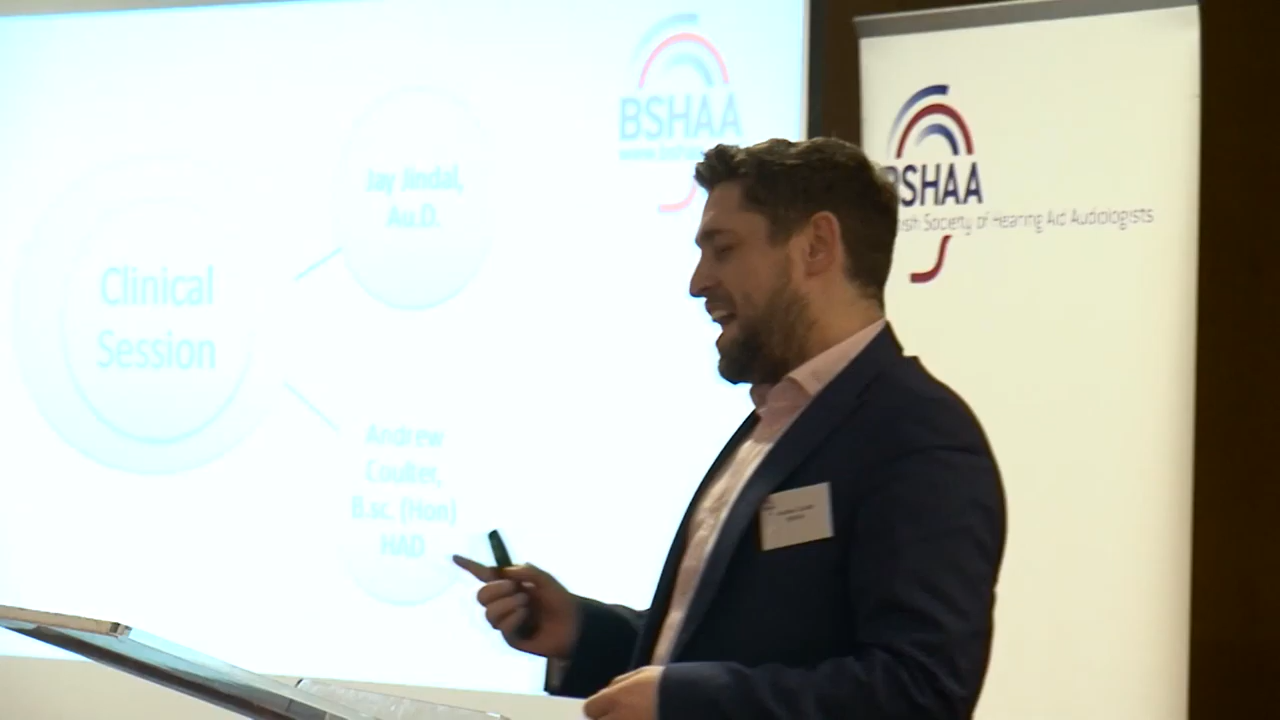 Clinical
Session
Jay Jindal,
Au.D.
Andrew
Coulter,
B.sc. (Hon)
HAD
BSHAA
BSHAA
Society of Hearing Aid Audiologists